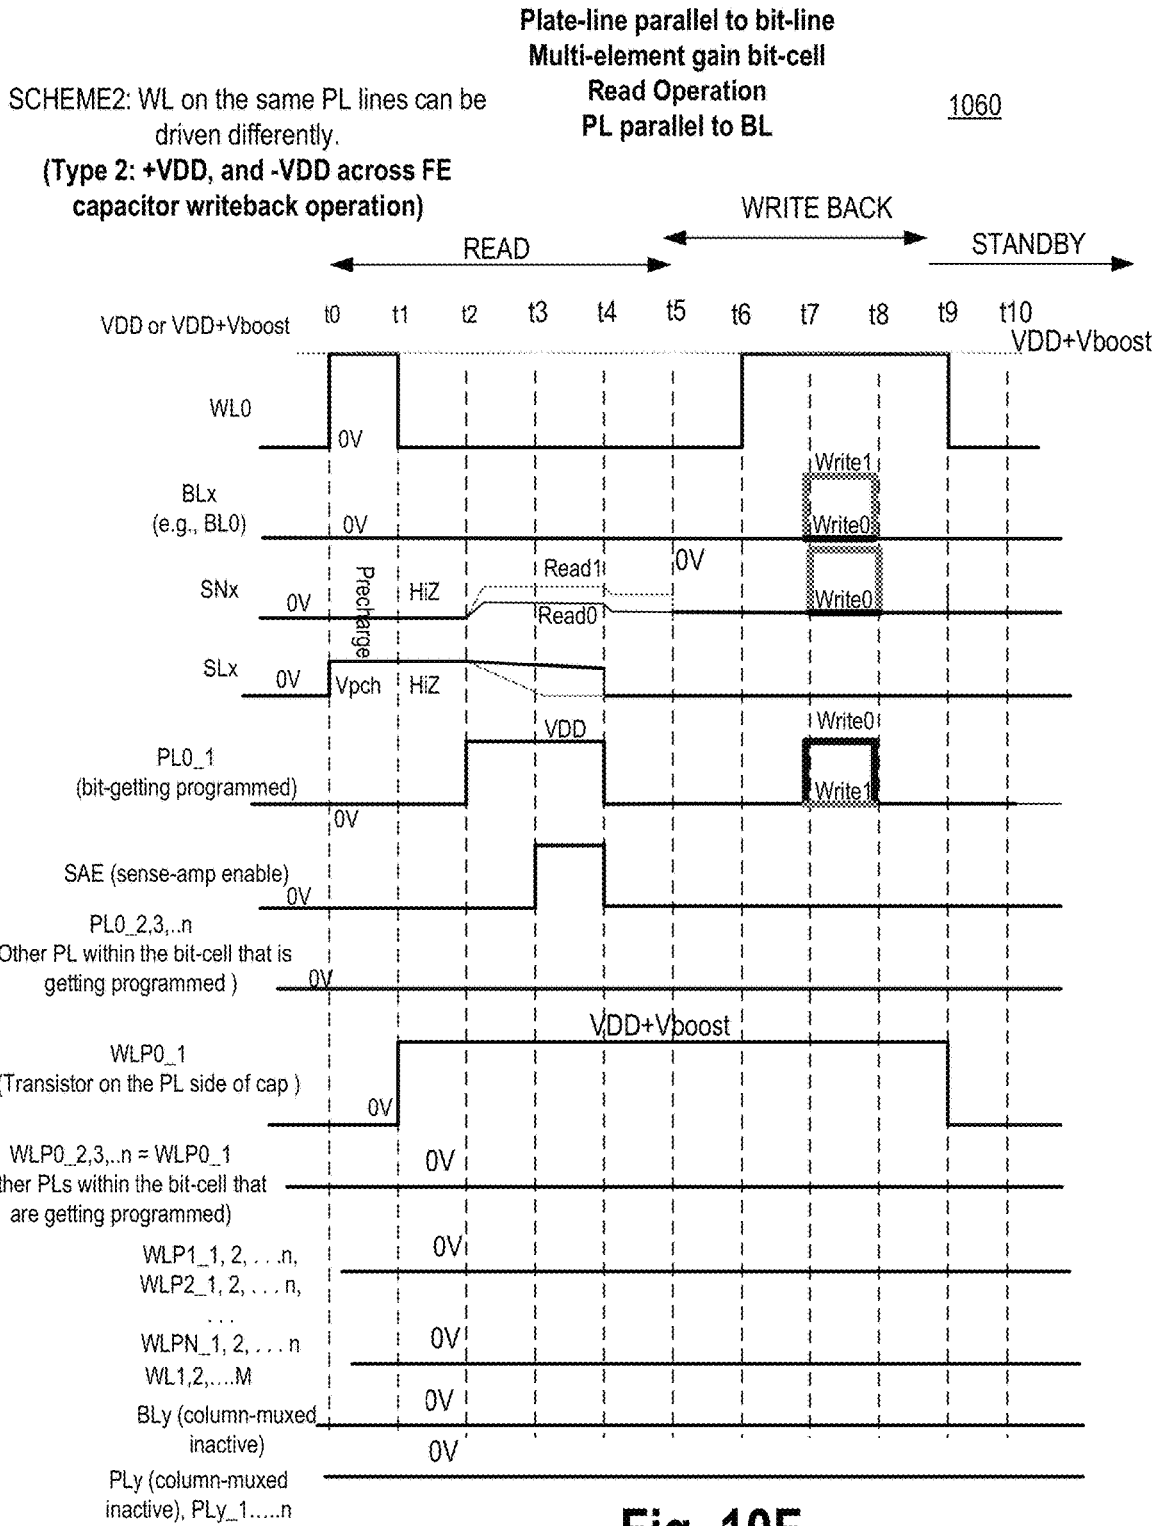 Plate-line parallel to bit-line
Multi-element gain bit-cell
Read Operation
PL parallel to BL
1060
SCHEME2: WL on the same PL lines can be
driven differently.
(Type 2: +VDD, and -VDD across FE
capacitor writeback operation)
READ
WRITE BACK
STANDBY
VDD or VDD+Vboost
t0 t1 t2 t3 t4 t5 t6 t7 t8 t9 t10
VDD+Vboost
WL0
0V
BLx
(e.g., BL0)
0V
Write1
Write0
SNx
0V
Precharge
HiZ
Read1
Read0
0V
Write0
SLx
0V
Vpch
HiZ
PL0_1
(bit-getting programmed)
0V
VDD
Write0
Write1
SAE (sense-amp enable)
0V
PL0_2,3,..n
Other PL within the bit-cell that is
getting programmed )
0V
WLP0_1
(Transistor on the PL side of cap )
0V
VDD+Vboost
WLP0_2,3,..n = WLP0_1
ther PLs within the bit-cell that
are getting programmed)
0V
WLP1_1, 2, . . .n,
WLP2_1, 2, . . . n,
. . .
WLPN_1, 2, . . . n
0V
WL1,2,....M
0V
BLy (column-muxed
inactive)
0V
PLy (column-muxed
inactive), PLy_1.....n
0V